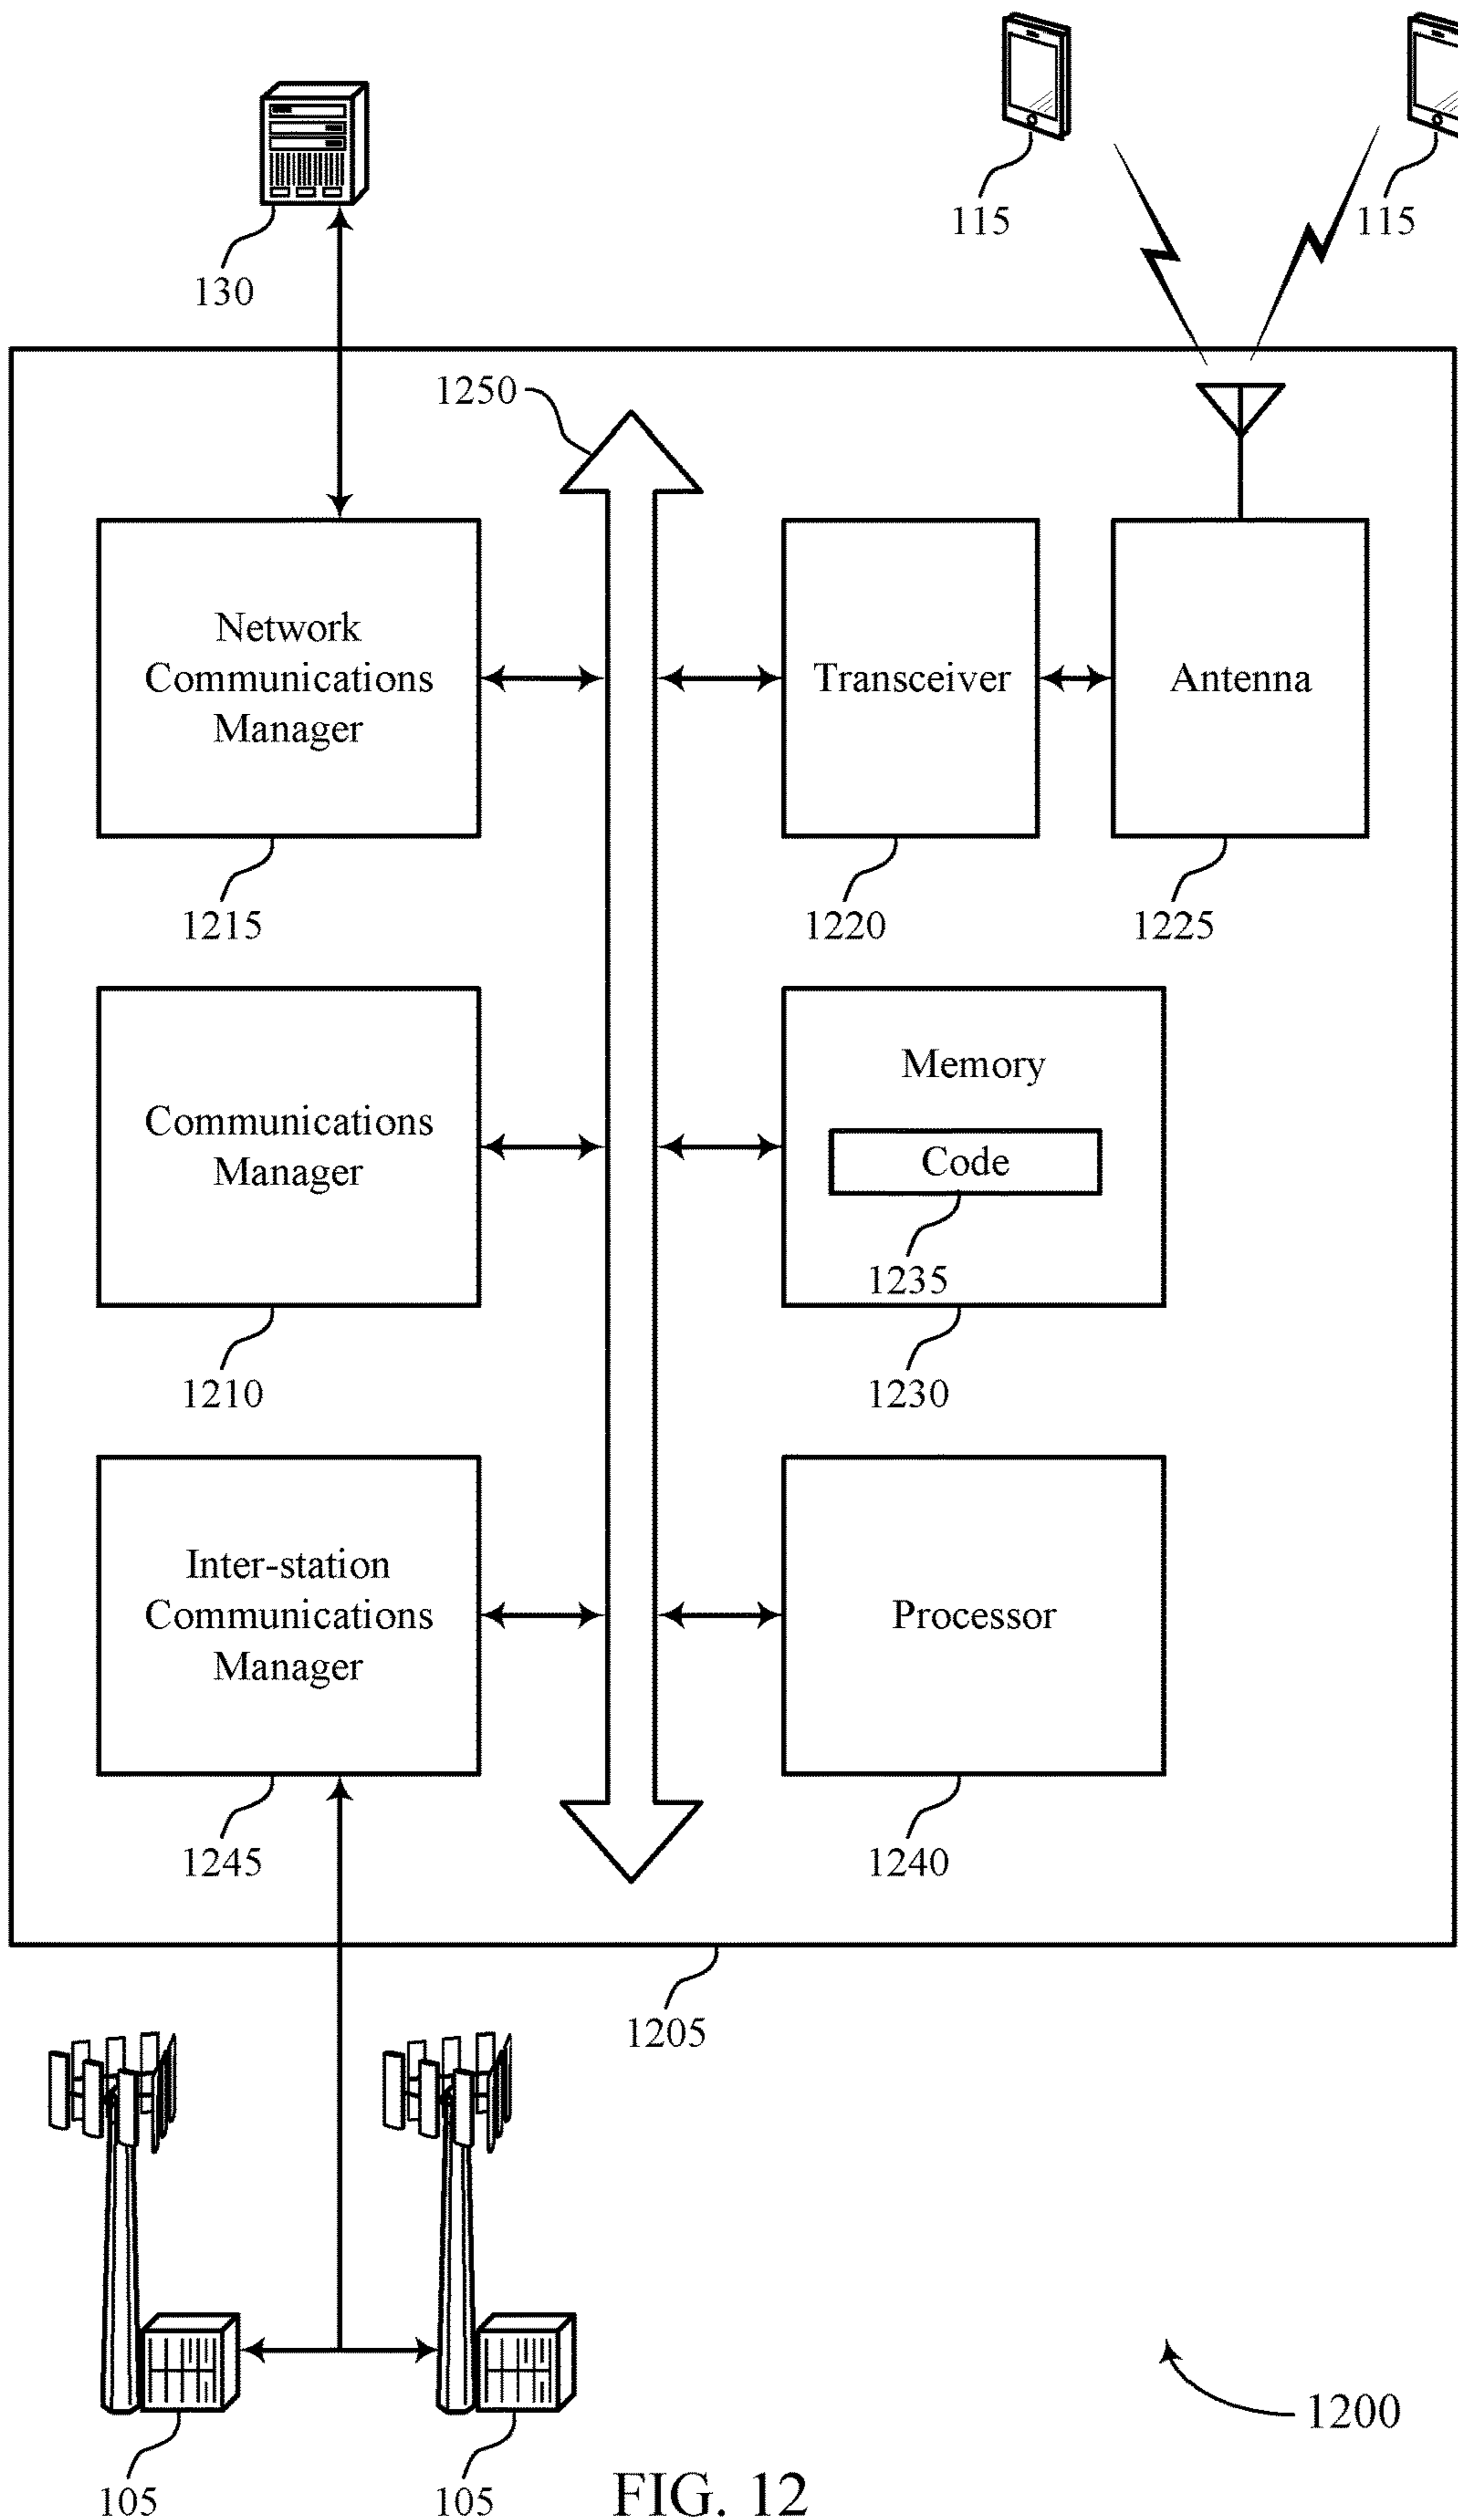 115
115
130
1250
Network
Communications
Manager
Transceiver
Antenna
1215
1220
1225
Communications
Manager
Memory
Code
1235
1210
1230
Inter-station
Communications
Manager
Processor
1245
1240
1205
1200
105
105
FIG. 12